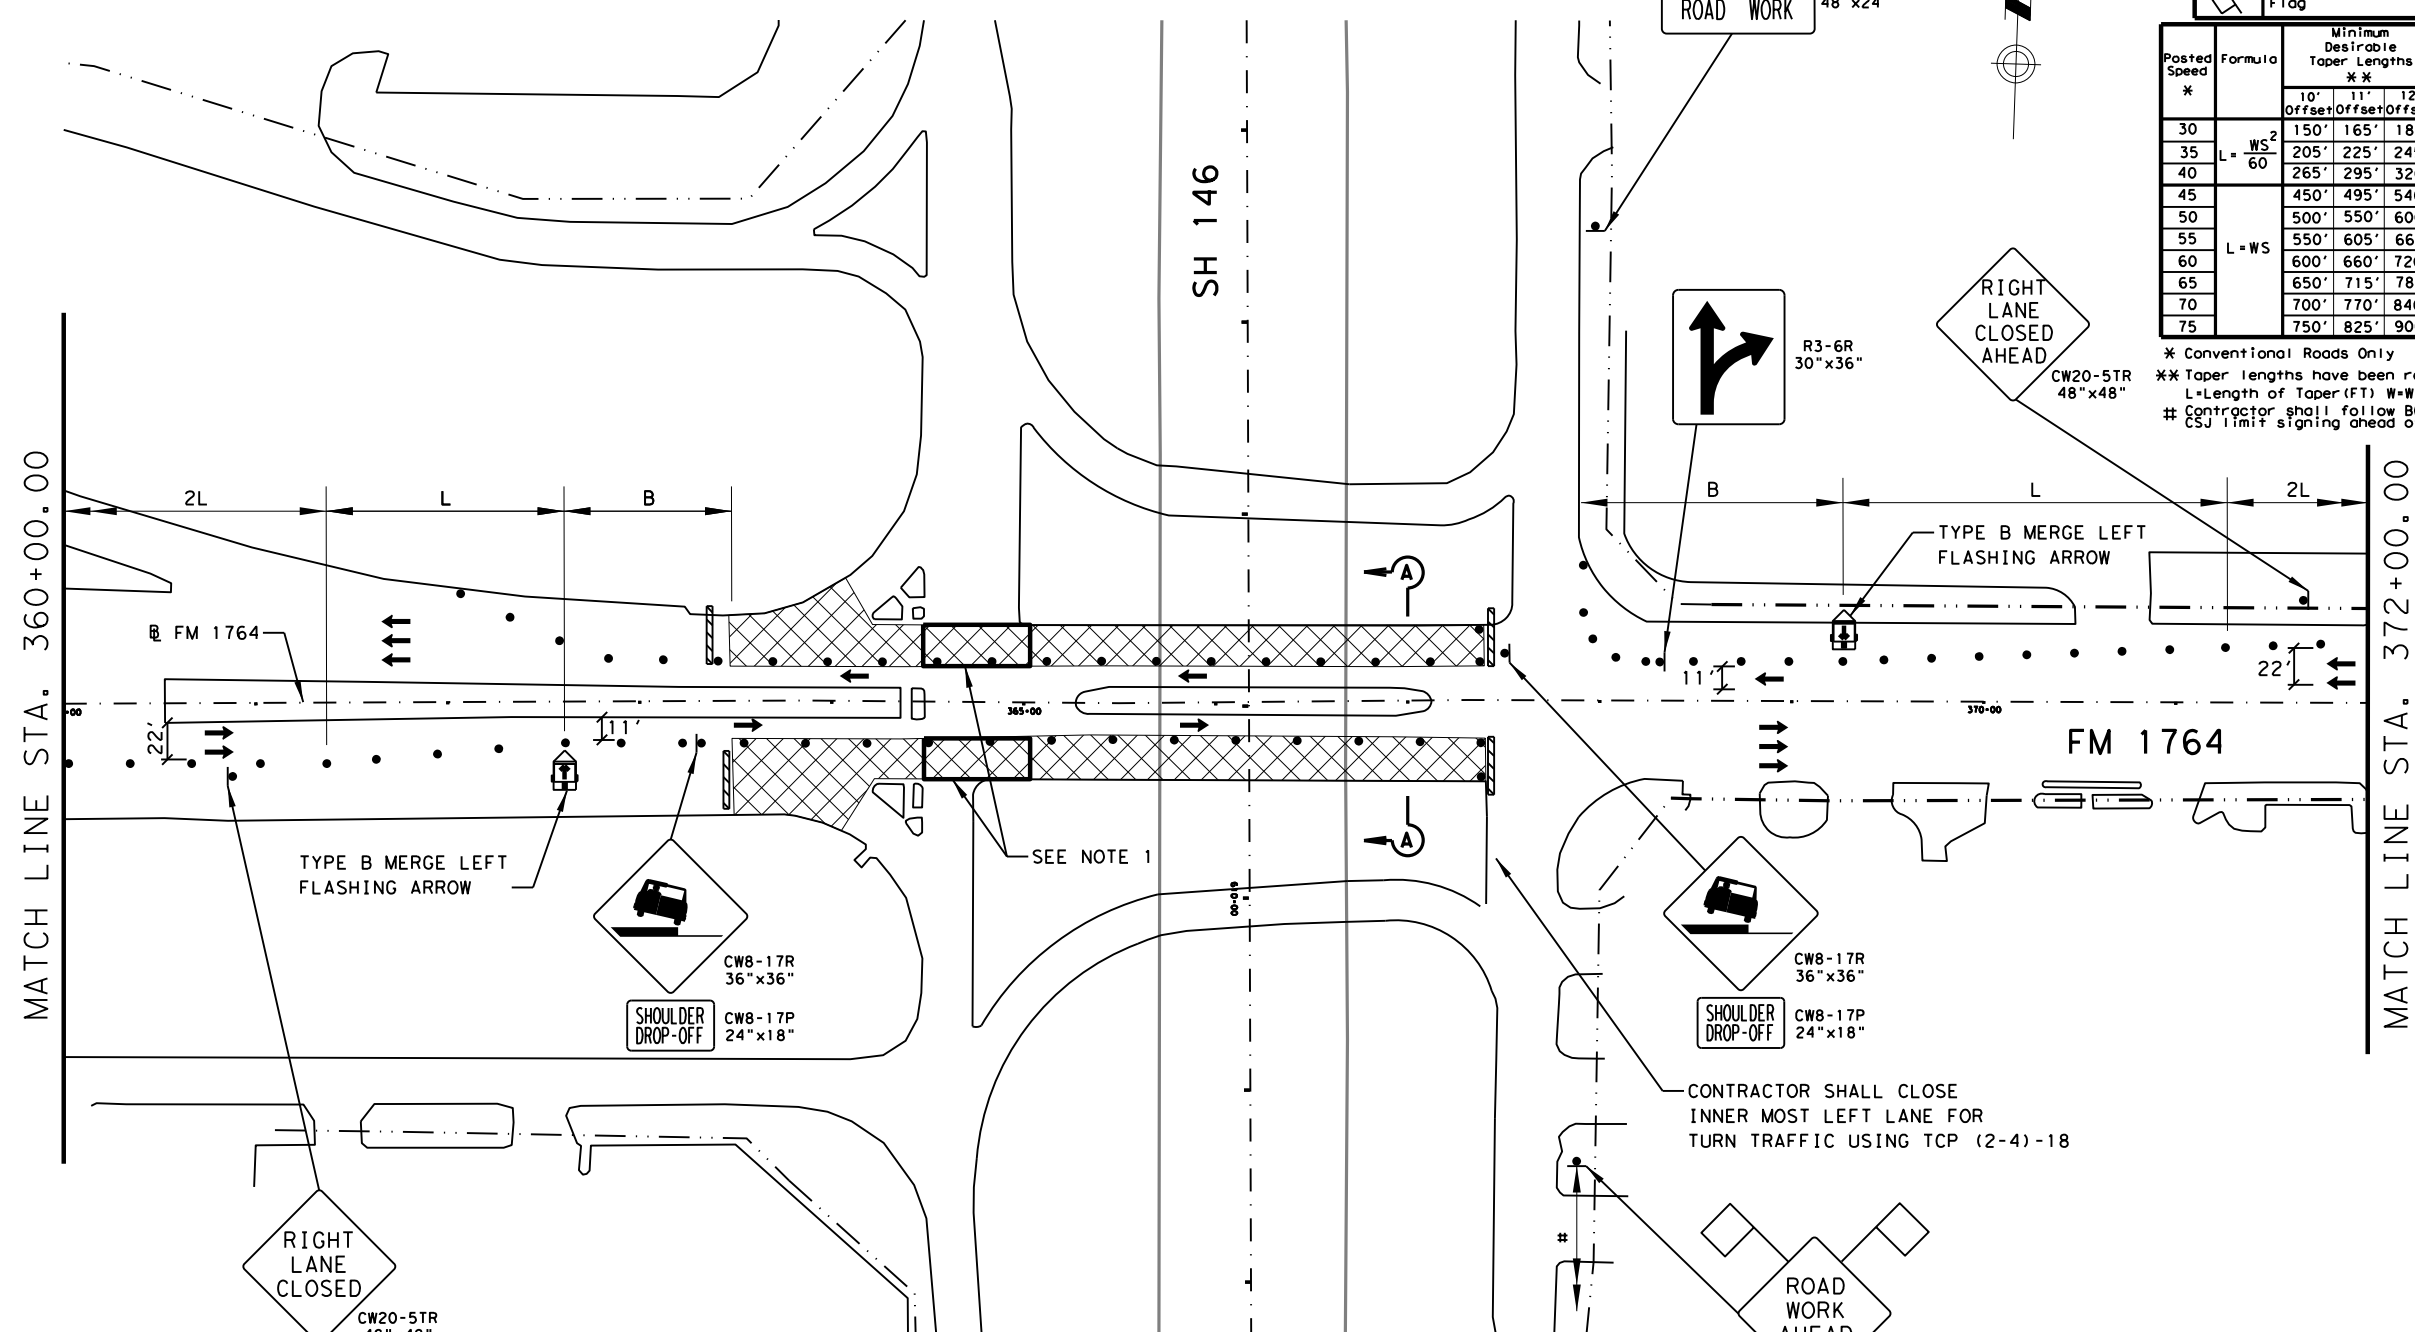 ROAD WORK
48"x24"
Flag
Minimum
Desirable
Taper Lengths
**
Posted
Speed
*
Formula
10'
Offset
11'
Offset
30
150' 165'
35
L= WS²
60
205' 225'
40
265' 295'
45
450' 495'
50
500' 550'
55
550' 605'
L=WS
60
600' 660'
65
650' 715'
70
700' 770'
75
750' 825'
* Conventional Roads Only
** Taper lengths have been
L=Length of Taper(FT)
# Contractor shall follow
CSJ limit signing ahead
SH 146
R3-6R
30"x36"
RIGHT
LANE
CLOSED
AHEAD
CW20-5TR
48"x48"
MATCH LINE STA. 360+00.00
2L
L
B
B
L
2L
MATCH LINE STA. 372+00.00
TYPE B MERGE LEFT
FLASHING ARROW
A
℄ FM 1764
11'
22'
365+00
370+00
FM 1764
22'
11'
TYPE B MERGE LEFT
FLASHING ARROW
SEE NOTE 1
A
CW8-17R
36"x36"
SHOULDER
DROP-OFF
CW8-17P
24"x18"
CW8-17R
36"x36"
SHOULDER
DROP-OFF
CW8-17P
24"x18"
CONTRACTOR SHALL CLOSE
INNER MOST LEFT LANE FOR
TURN TRAFFIC USING TCP (2-4)-18
#
RIGHT
LANE
CLOSED
CW20-5TR
48"x48"
ROAD
WORK
AHEAD